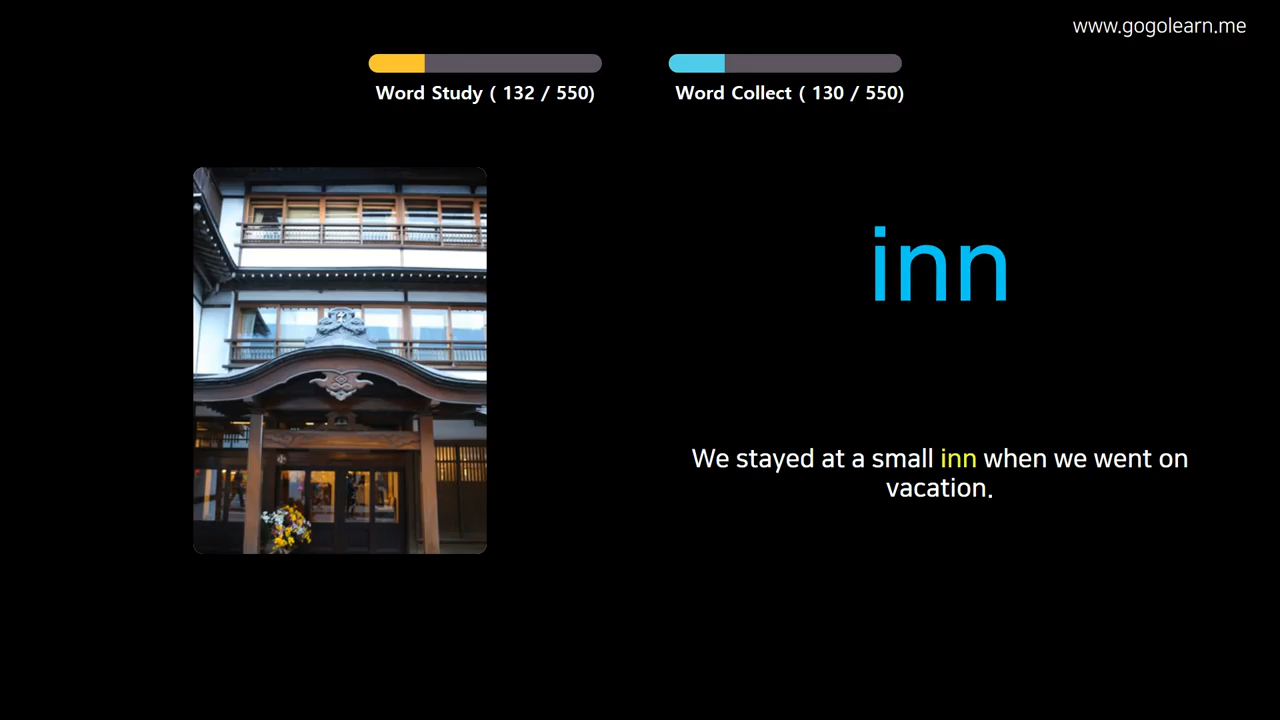 www.gogolearn.me
Word Study ( 132 / 550)
Word Collect ( 130 / 550)
inn
We stayed at a small inn when we went on
vacation.